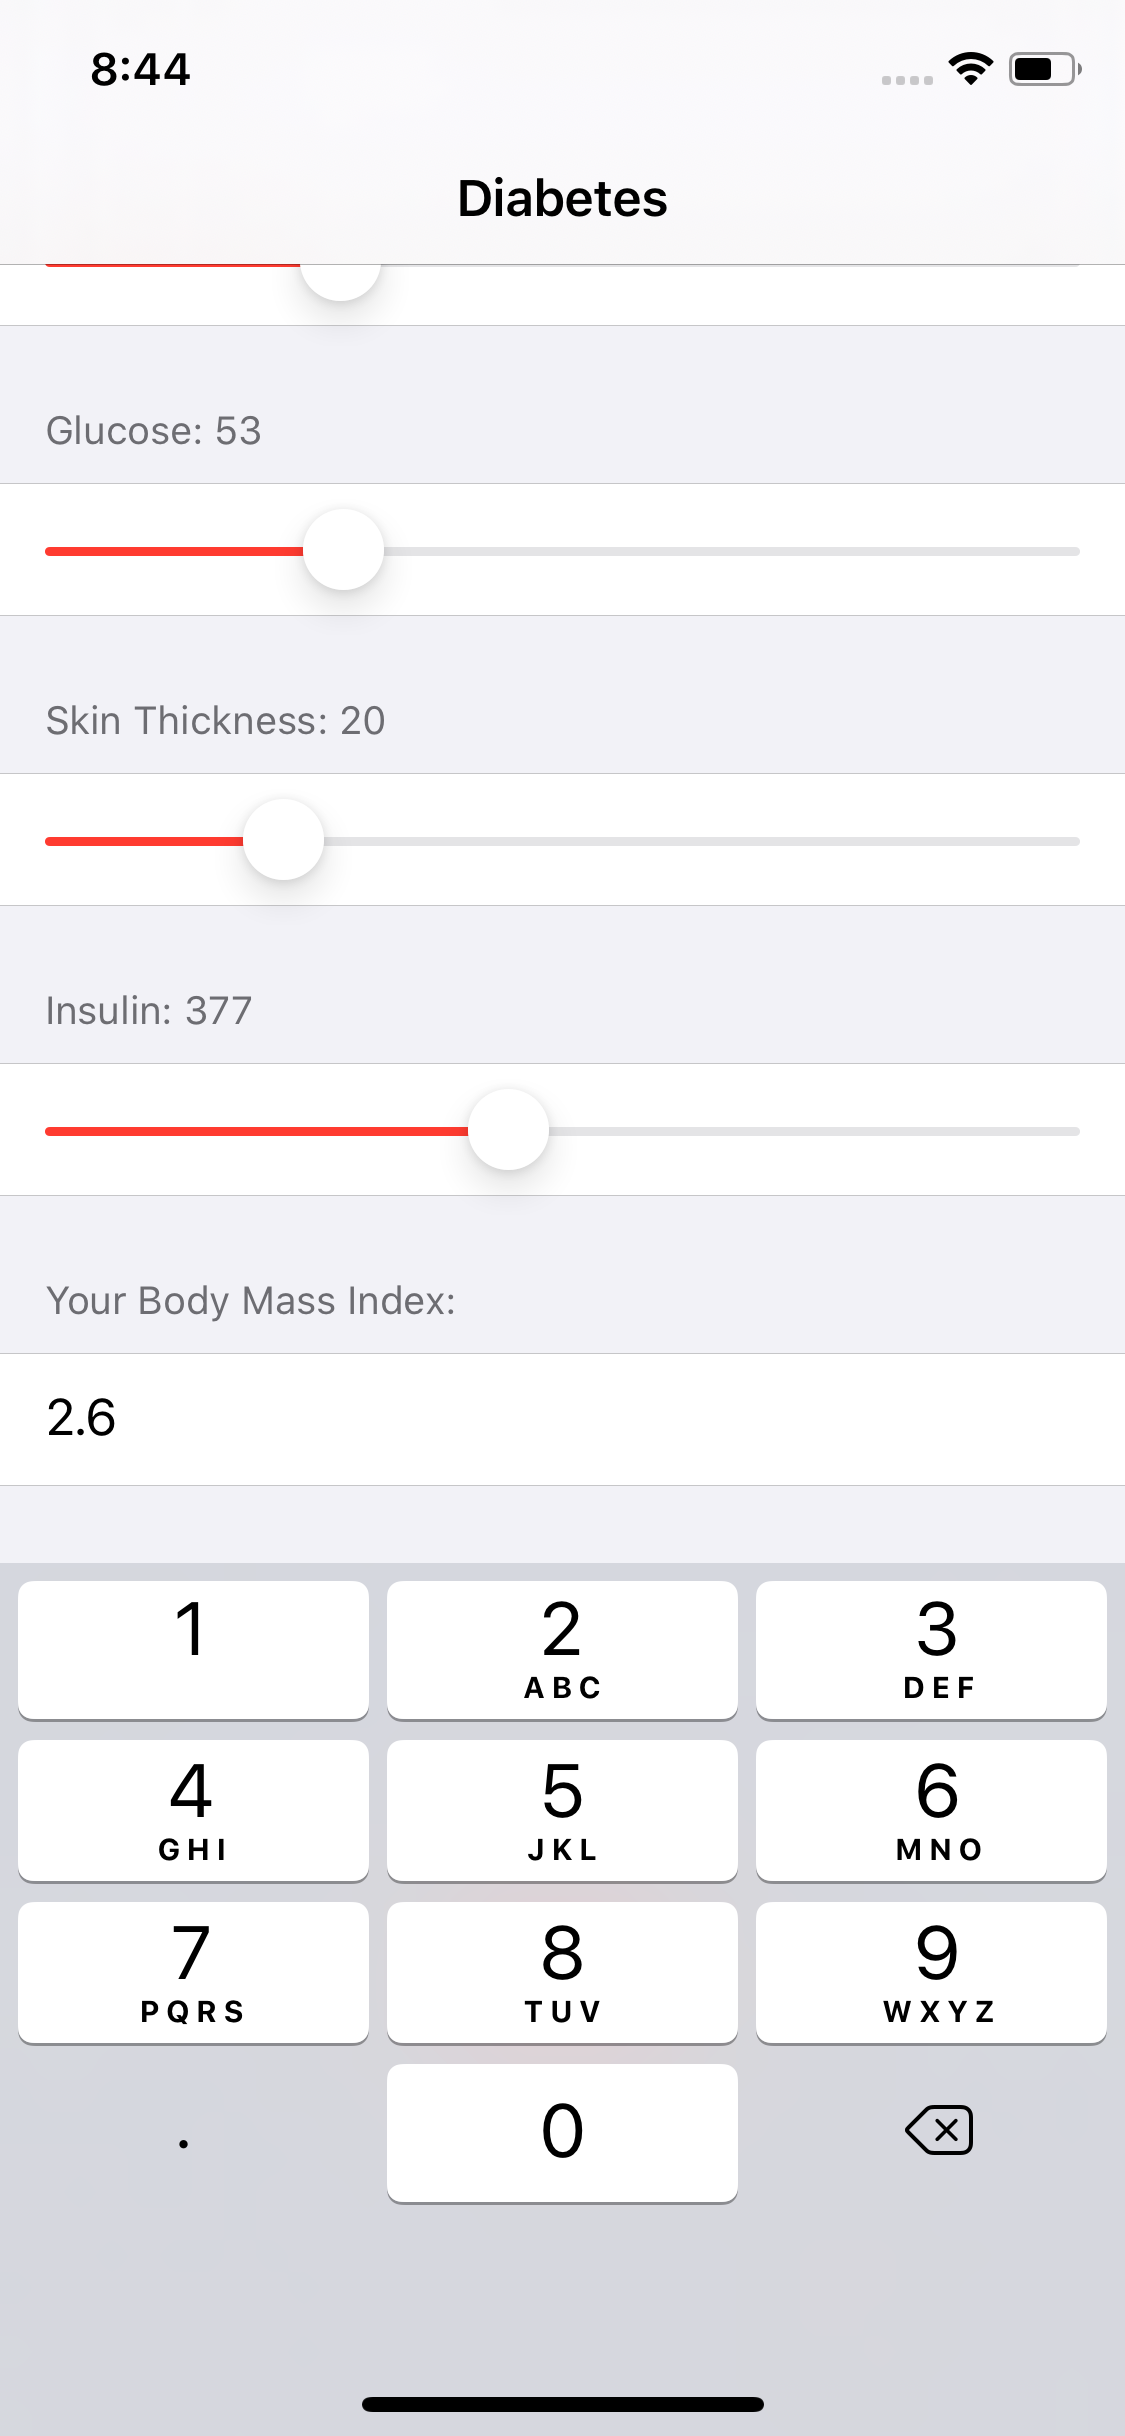 8:44
Diabetes
Glucose: 53
Skin Thickness: 20
Insulin: 377
Your Body Mass Index:
2.6
1 2 3
ABC DEF
4 5 6
GHI JKL MNO
7 8 9
PQRS TUV WXYZ
. 0